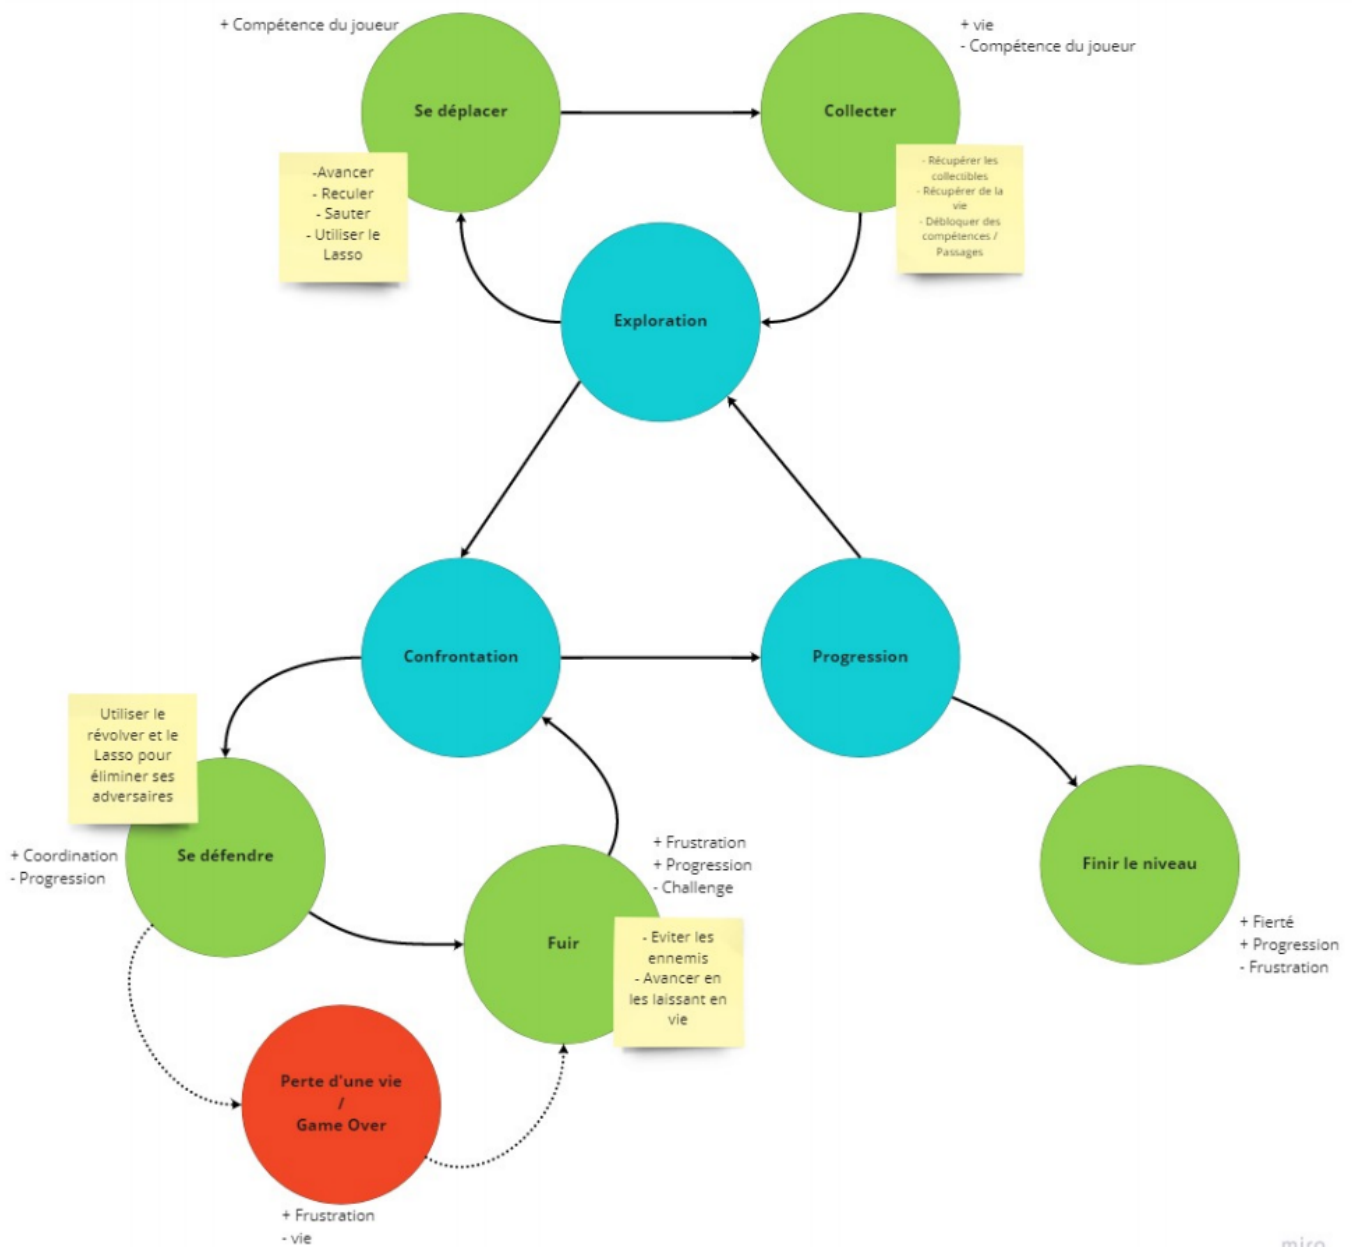 + Compétence du joueur
Se déplacer
-Avancer
- Reculer
- Sauter
- Utiliser le
Lasso
+ vie
- Compétence du joueur
Collecter
- Récupérer les
collectibles
- Récupérer de la
vie
- Débloquer des
compétences /
Passages
Exploration
Confrontation
Progression
Utiliser le
révolver et le
Lasso pour
éliminer ses
adversaires
Se défendre
+ Coordination
- Progression
+ Frustration
+ Progression
- Challenge
Fuir
- Eviter les
ennemis
- Avancer en
les laissant en
vie
Finir le niveau
+ Fierté
+ Progression
- Frustration
Perte d'une vie
/
Game Over
+ Frustration
- vie
miro